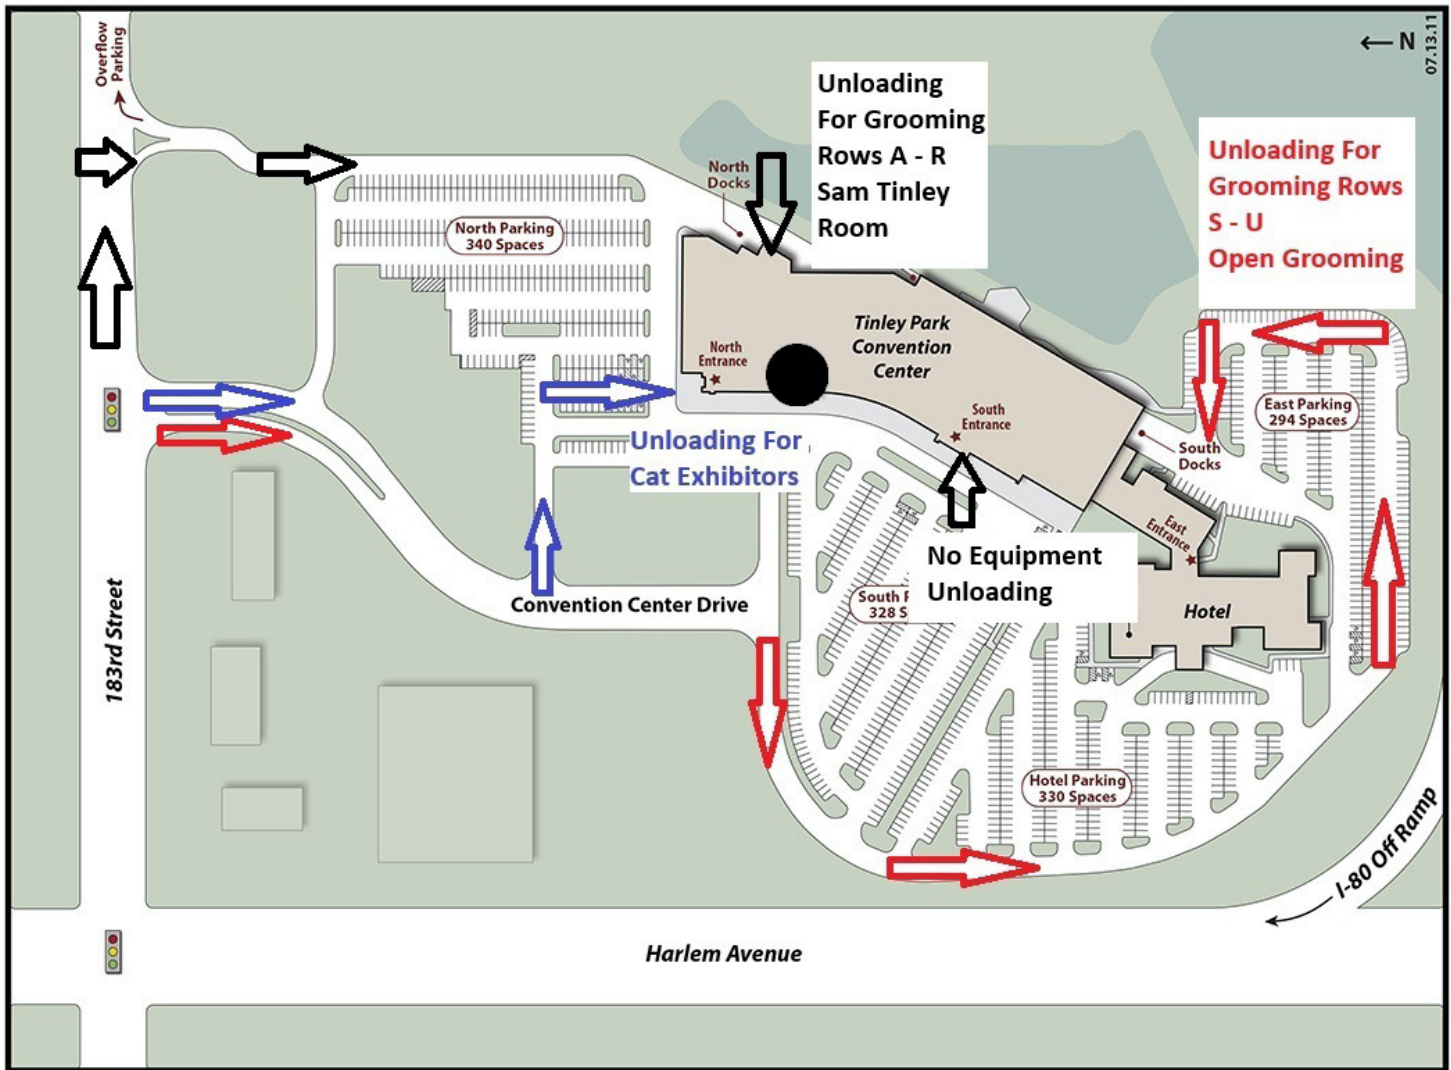 Overflow
Parking
N
07.13.11
Unloading
For Grooming
Rows A - R
Sam Tinley
Room
North
Docks
Unloading For
Grooming Rows
S - U
Open Grooming
North Parking
340 Spaces
Tinley Park
Convention
Center
North
Entrance
South
Entrance
East Parking
294 Spaces
South
Docks
Unloading For
Cat Exhibitors
East
Entrance
No Equipment
Unloading
South
328
Hotel
Convention Center Drive
183rd Street
Hotel Parking
330 Spaces
I-80 Off Ramp
Harlem Avenue